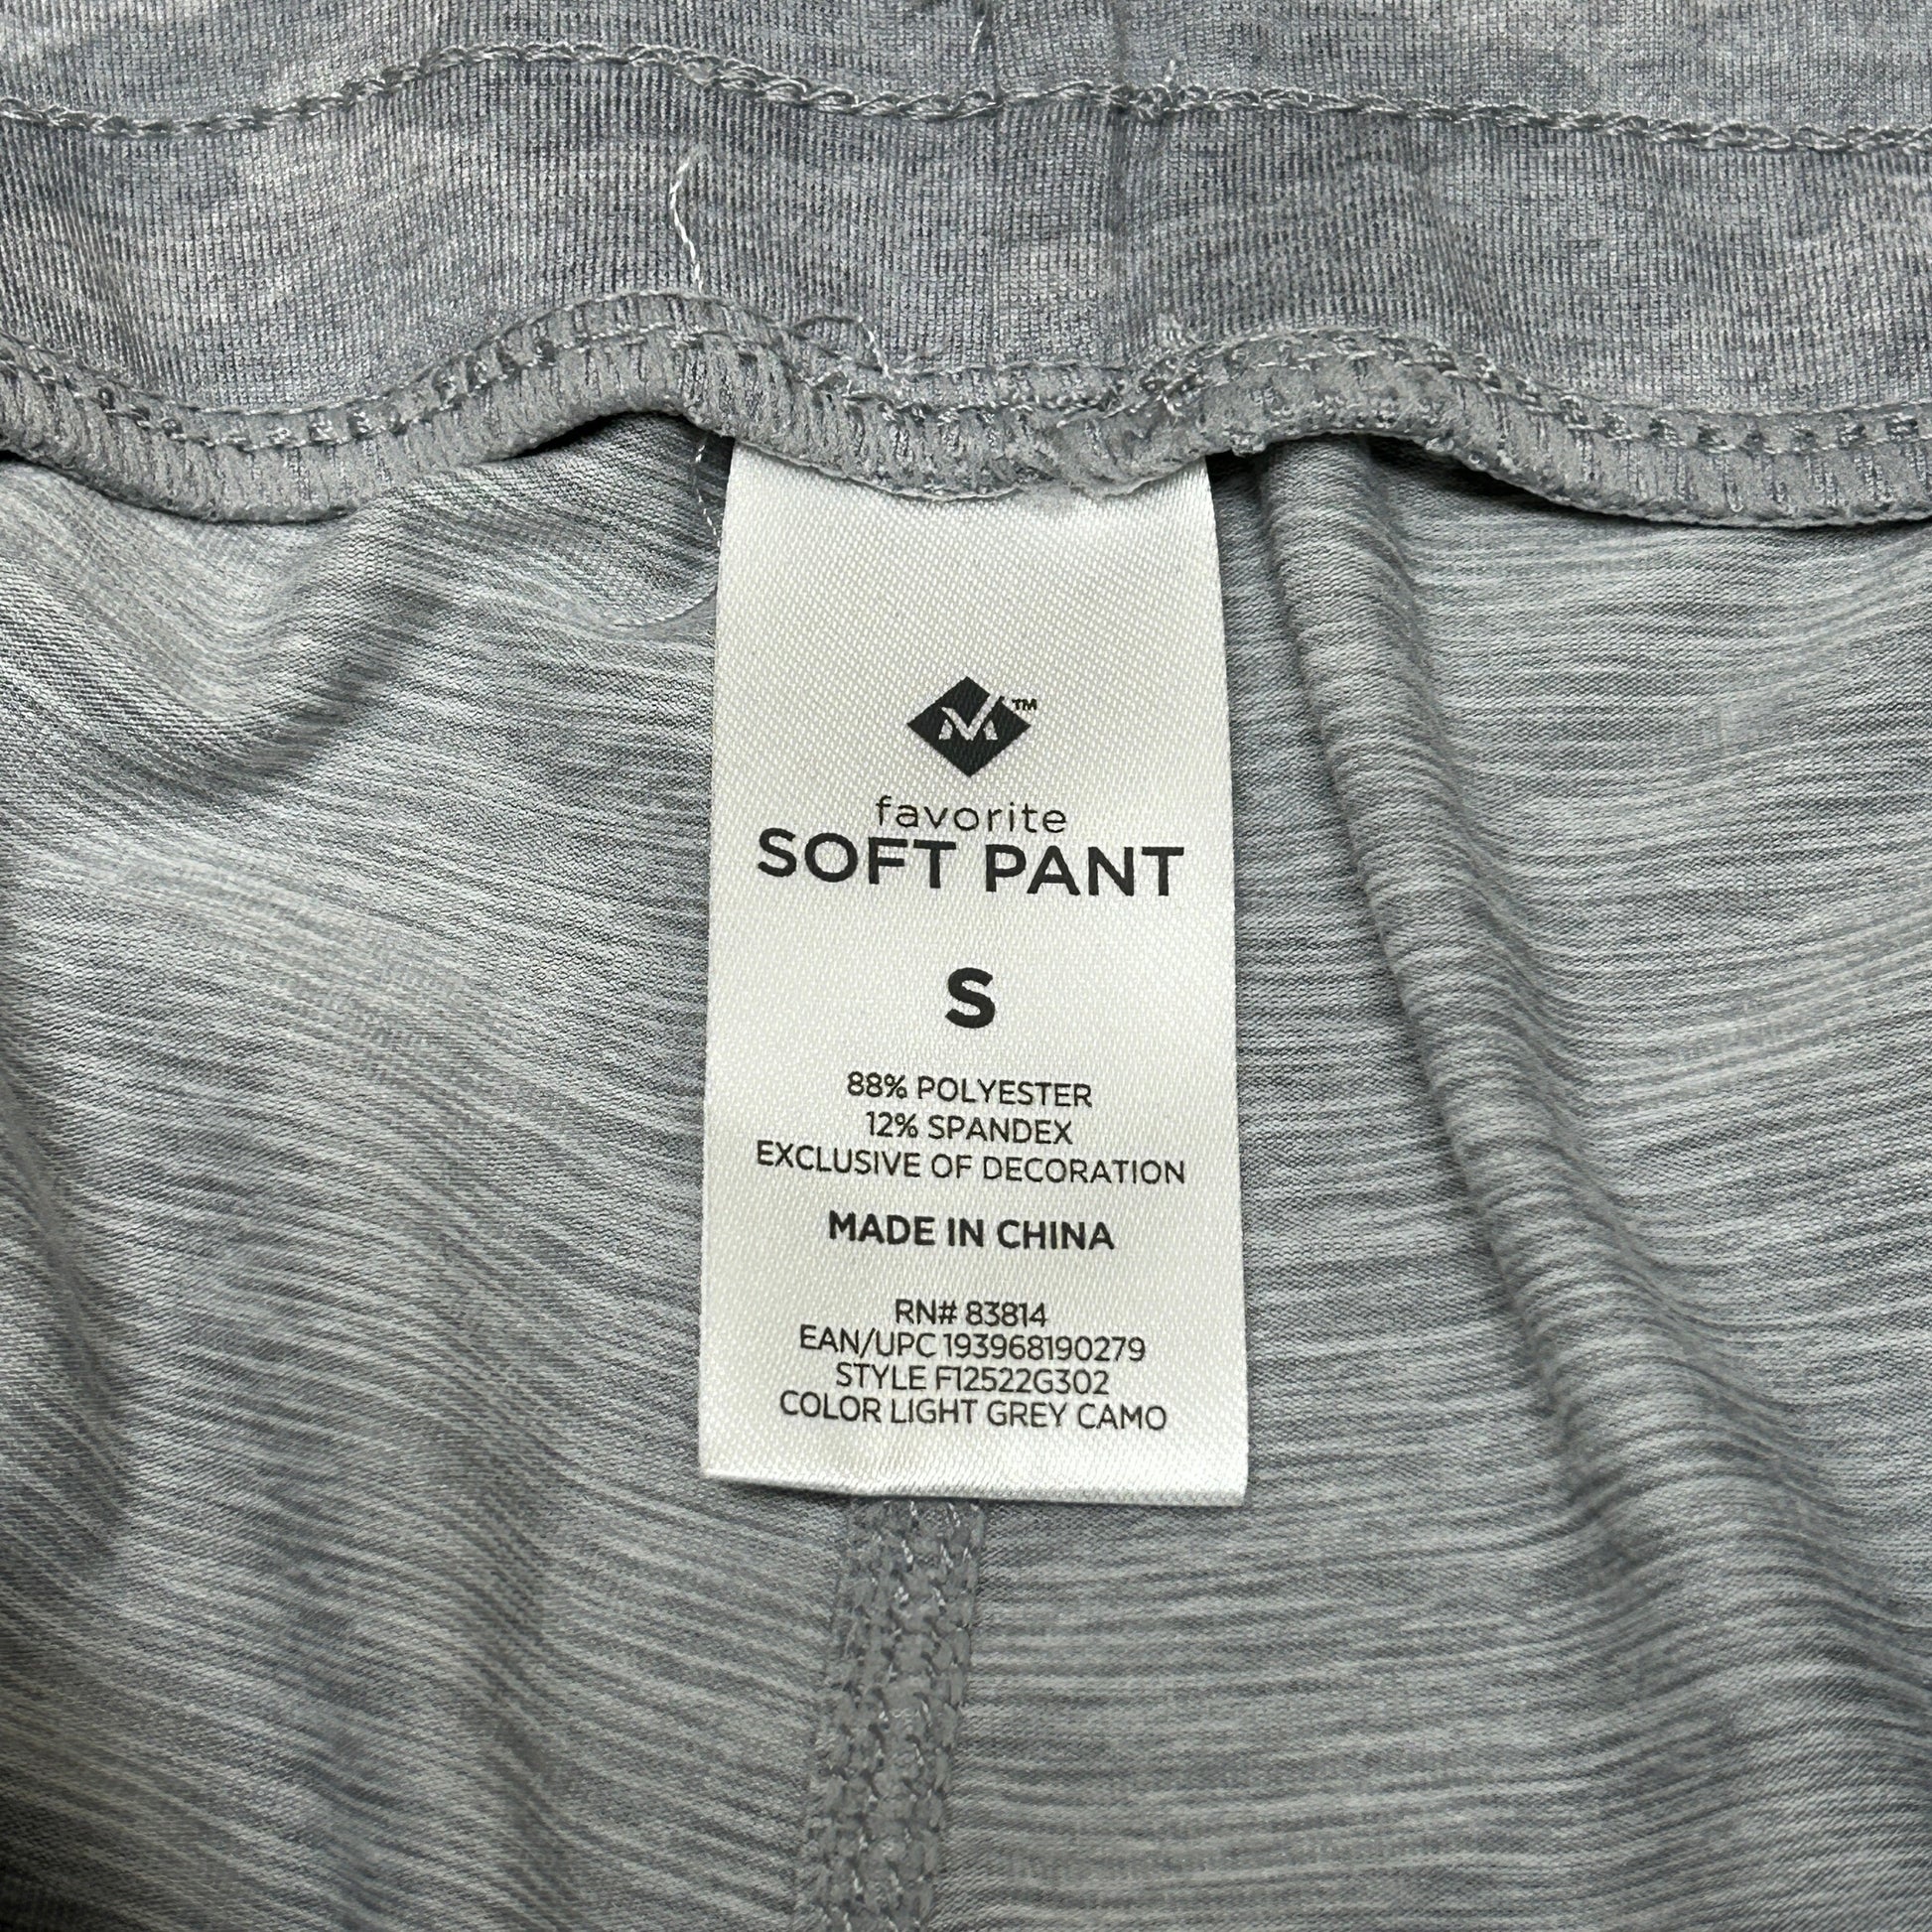 M™
favorite
SOFT PANT
S
88% POLYESTER
12% SPANDEX
EXCLUSIVE OF DECORATION
MADE IN CHINA
RN# 83814
EAN/UPC 193968190279
STYLE F12522G302
COLOR LIGHT GREY CAMO